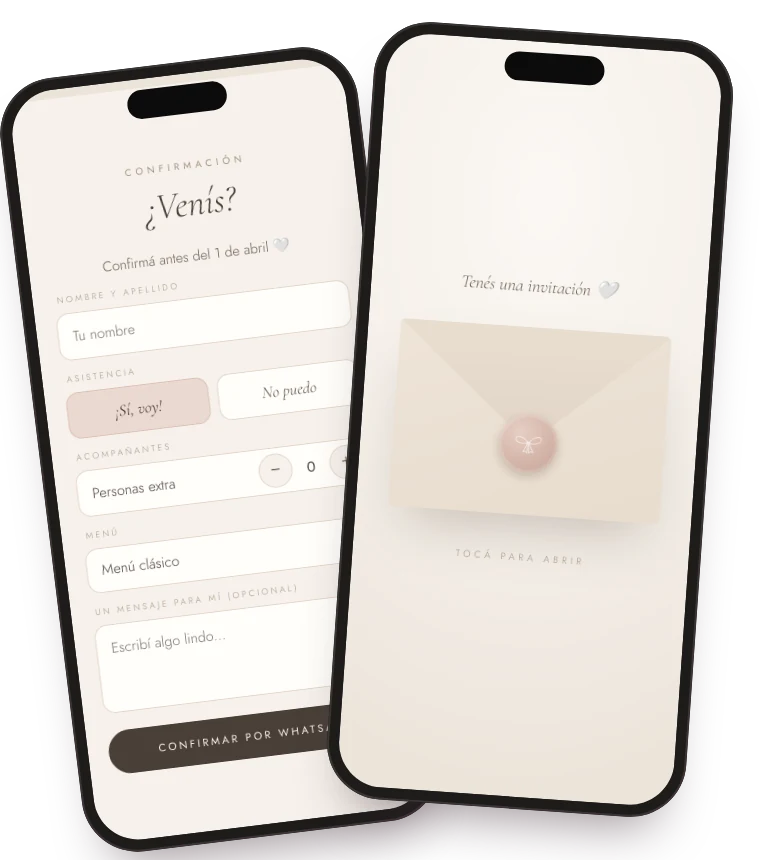 CONFIRMACIÓN
¿Venís?
Confirmá antes del 1 de abril 🤍
NOMBRE Y APELLIDO
Tu nombre
ASISTENCIA
¡Sí, voy!
No puedo
ACOMPAÑANTES
Personas extra
− 0 +
MENÚ
Menú clásico
UN MENSAJE PARA MÍ (OPCIONAL)
Escribí algo lindo...
CONFIRMAR POR
Tenés una invitación 🤍
TOCÁ PARA ABRIR